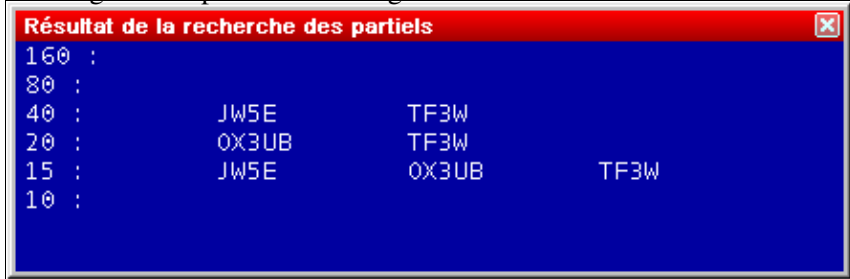 Résultat de la recherche des partiels
160 :
80 :
40 : JW5E TF3W
20 : OX3UB TF3W
15 : JW5E OX3UB TF3W
10 :